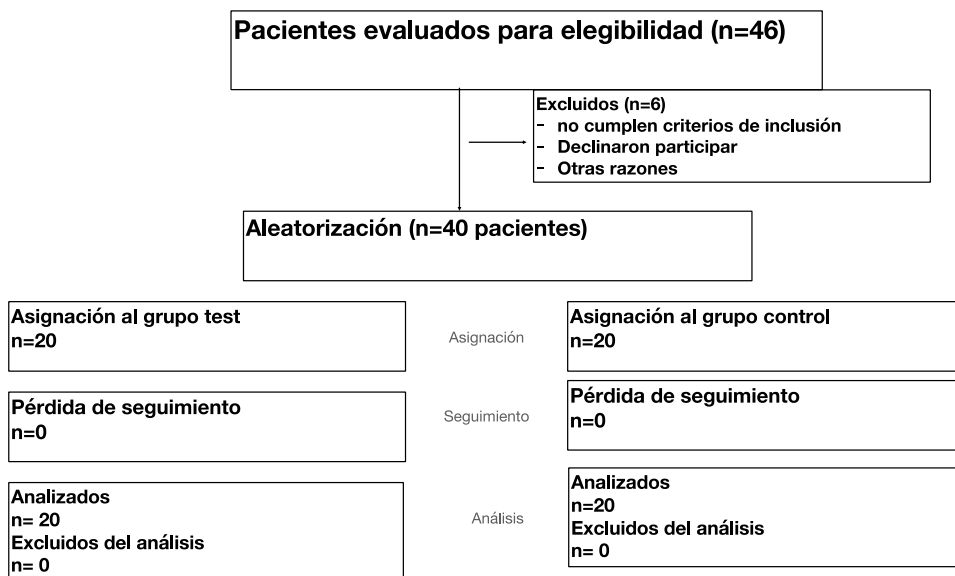 Pacientes evaluados para elegibilidad (n=46)
Excluidos (n=6)
- no cumplen criterios de inclusión
- Declinaron participar
- Otras razones
Aleatorización (n=40 pacientes)
Asignación al grupo test
n=20
Asignación
Asignación al grupo control
n=20
Pérdida de seguimiento
n=0
Seguimiento
Pérdida de seguimiento
n=0
Analizados
n= 20
Excluidos del análisis
n= 0
Análisis
Analizados
n=20
Excluidos del análisis
n= 0